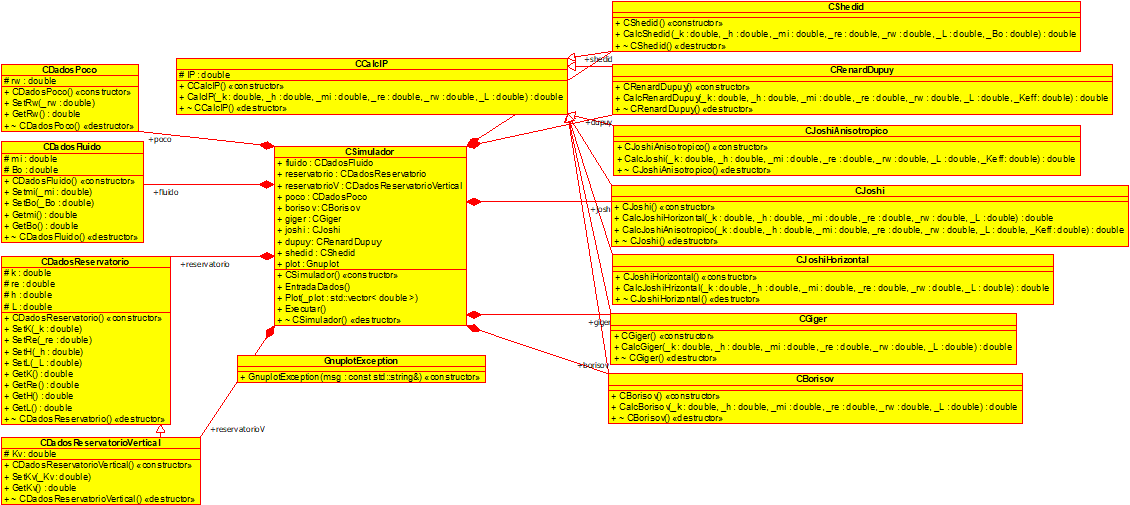 CShedid
+ CShedid() «constructor»
+ CalcShedid(_k : double, _h : double, _mi : double, _re : double, _rw : double, _L : double, _Bo : double) : double
+ ~ CShedid() «destructor»
+shedid
CCalcIP
# IP : double
+ CCalcIP() «constructor»
+ CalcIP(_k : double, _h : double, _mi : double, _re : double, _rw : double, _L : double) : double
+ ~ CCalcIP() «destructor»
CRenardDupuy
+ CRenardDupuy() «constructor»
+ CalcRenardDupuy(_k : double, _h : double, _mi : double, _re : double, _rw : double, _L : double, _Keff : double) : double
+ ~ CRenardDupuy() «destructor»
+dupuy
CDadosPoco
# rw : double
+ CDadosPoco() «constructor»
+ SetRw(_rw : double)
+ GetRw() : double
+ ~ CDadosPoco() «destructor»
+poco
CJoshiAnisotropico
+ CJoshiAnisotropico() «constructor»
+ CalcJoshi(_k : double, _h : double, _mi : double, _re : double, _rw : double, _L : double, _Keff : double) : double
+ ~ CJoshiAnisotropico() «destructor»
CDadosFluido
# mi : double
# Bo : double
+ CDadosFluido() «constructor»
+ Setmi(_mi : double)
+ SetBo(_Bo : double)
+ Getmi() : double
+ GetBo() : double
+ ~ CDadosFluido() «destructor»
+fluido
CSimulador
+ fluido : CDadosFluido
+ reservatorio : CDadosReservatorio
+ reservatorioV : CDadosReservatorioVertical
+ poco : CDadosPoco
+ borisov : CBorisov
+ giger : CGiger
+ joshi : CJoshi
+ dupuy : CRenardDupuy
+ shedid : CShedid
+ plot : Gnuplot
+ CSimulador() «constructor»
+ EntradaDados()
+ Plot(_plot : std::vector< double >)
+ Executar()
+ ~ CSimulador() «destructor»
CJoshi
+ CJoshi() «constructor»
+ CalcJoshiHorizontal(_k : double, _h : double, _mi : double, _re : double, _rw : double, _L : double) : double
+ CalcJoshiAnisotropico(_k : double, _h : double, _mi : double, _re : double, _rw : double, _L : double, _Keff : double) : double
+ ~ CJoshi() «destructor»
+joshi
CDadosReservatorio
# k : double
# re : double
# h : double
# L : double
+ CDadosReservatorio() «constructor»
+ SetK(_k : double)
+ SetRe(_re : double)
+ SetH(_h : double)
+ SetL(_L : double)
+ GetK() : double
+ GetRe() : double
+ GetH() : double
+ GetL() : double
+ ~ CDadosReservatorio() «destructor»
+reservatorio
CJoshiHorizontal
+ CJoshiHorizontal() «constructor»
+ CalcJoshiHrizontal(_k : double, _h : double, _mi : double, _re : double, _rw : double, _L : double) : double
+ ~ CJoshiHorizontal() «destructor»
CGiger
+ CGiger() «constructor»
+ CalcGiger(_k : double, _h : double, _mi : double, _re : double, _rw : double, _L : double) : double
+ ~ CGiger() «destructor»
+giger
GnuplotException
+ GnuplotException(msg : const std::string&) «constructor»
+borisov
CBorisov
+ CBorisov() «constructor»
+ CalcBorisov(_k : double, _h : double, _mi : double, _re : double, _rw : double, _L : double) : double
+ ~ CBorisov() «destructor»
+reservatorioV
CDadosReservatorioVertical
# Kv : double
+ CDadosReservatorioVertical() «constructor»
+ SetKv(_Kv : double)
+ GetKv() : double
+ ~ CDadosReservatorioVertical() «destructor»